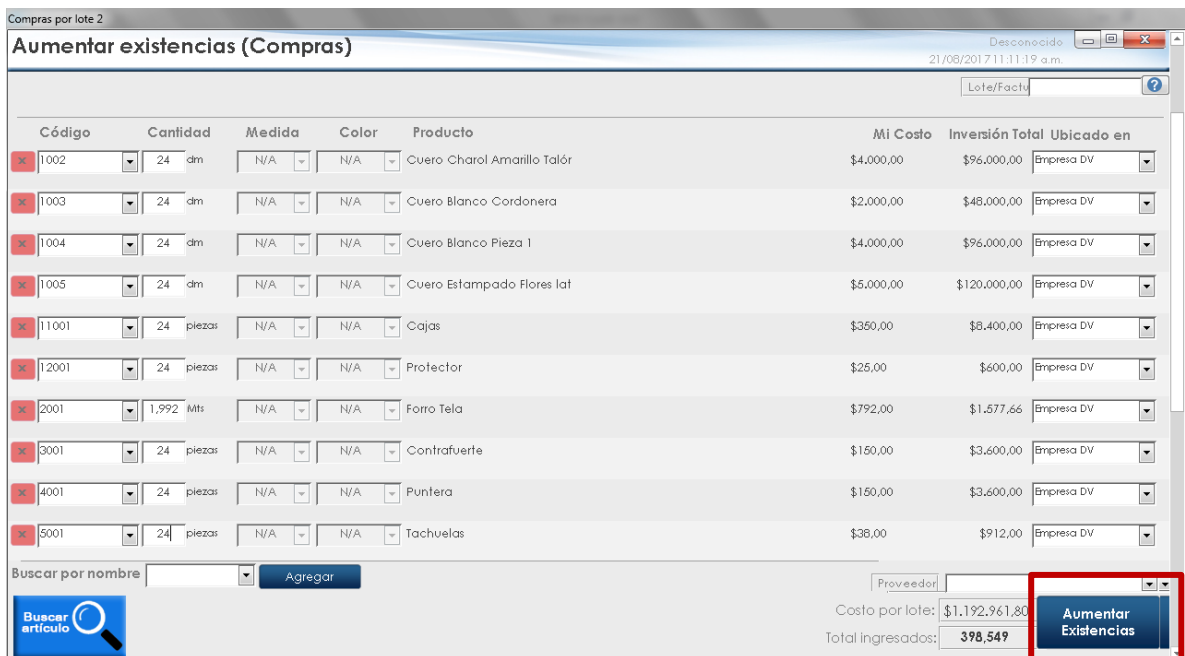 Compras por lote 2
Aumentar existencias (Compras)
Desconocido
21/08/2017 11:11:19 a.m.
Lote/Factu
Código Cantidad Medida Color Producto Mi Costo Inversión Total Ubicado en
1002 24 dm N/A N/A Cuero Charol Amarillo Talór $4.000,00 $96.000,00 Empresa DV
1003 24 dm N/A N/A Cuero Blanco Cordonera $2.000,00 $48.000,00 Empresa DV
1004 24 dm N/A N/A Cuero Blanco Pieza 1 $4.000,00 $96.000,00 Empresa DV
1005 24 dm N/A N/A Cuero Estampado Flores lat $5.000,00 $120.000,00 Empresa DV
11001 24 piezas N/A N/A Cajas $350,00 $8.400,00 Empresa DV
12001 24 piezas N/A N/A Protector $25,00 $600,00 Empresa DV
2001 1,992 Mts N/A N/A Forro Tela $792,00 $1.577,66 Empresa DV
3001 24 piezas N/A N/A Contrafuerte $150,00 $3.600,00 Empresa DV
4001 24 piezas N/A N/A Puntera $150,00 $3.600,00 Empresa DV
5001 24 piezas N/A N/A Tachuelas $38,00 $912,00 Empresa DV
Buscar por nombre Agregar
Proveedor
Buscar artículo
Costo por lote: $1.192.961,80
Total ingresados: 398,549
Aumentar
Existencias